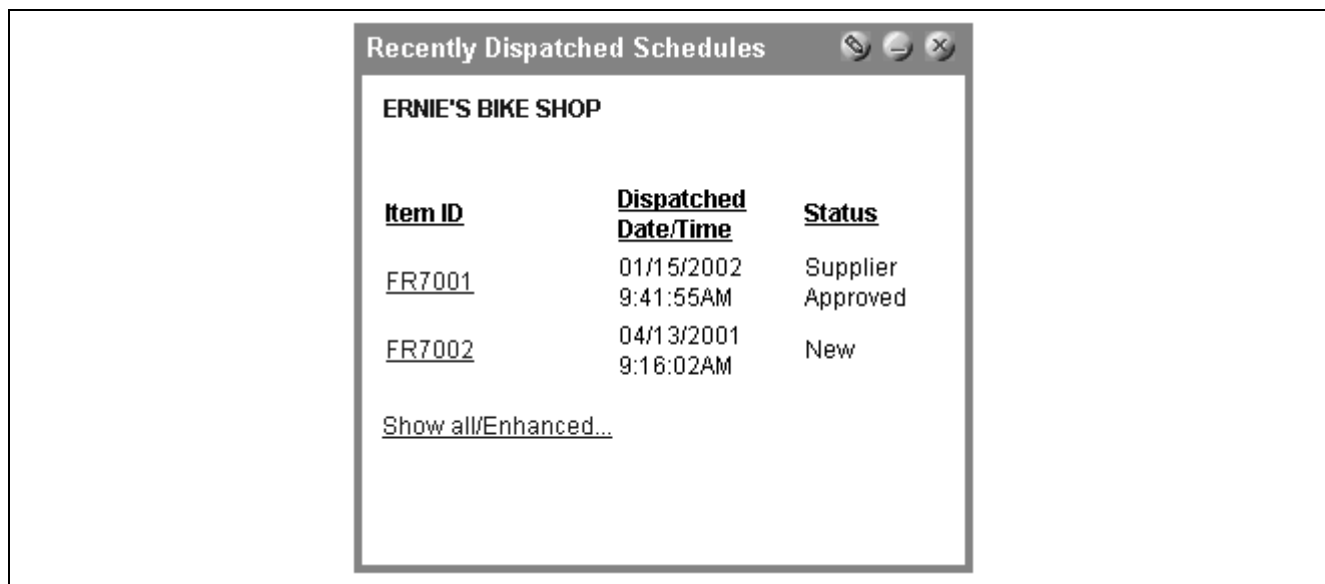 Recently Dispatched Schedules
ERNIE'S BIKE SHOP
Item ID
Dispatched
Date/Time
Status
FR7001
01/15/2002
9:41:55AM
Supplier
Approved
FR7002
04/13/2001
9:16:02AM
New
Show all/Enhanced...